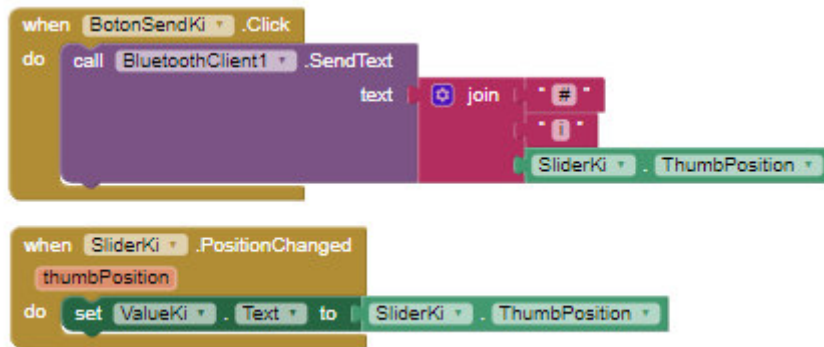 when BotonSendKi .Click
do call BluetoothClient1 .SendText
text join " # "
" i "
SliderKi . ThumbPosition
when SliderKi .PositionChanged
thumbPosition
do set ValueKi . Text to SliderKi . ThumbPosition